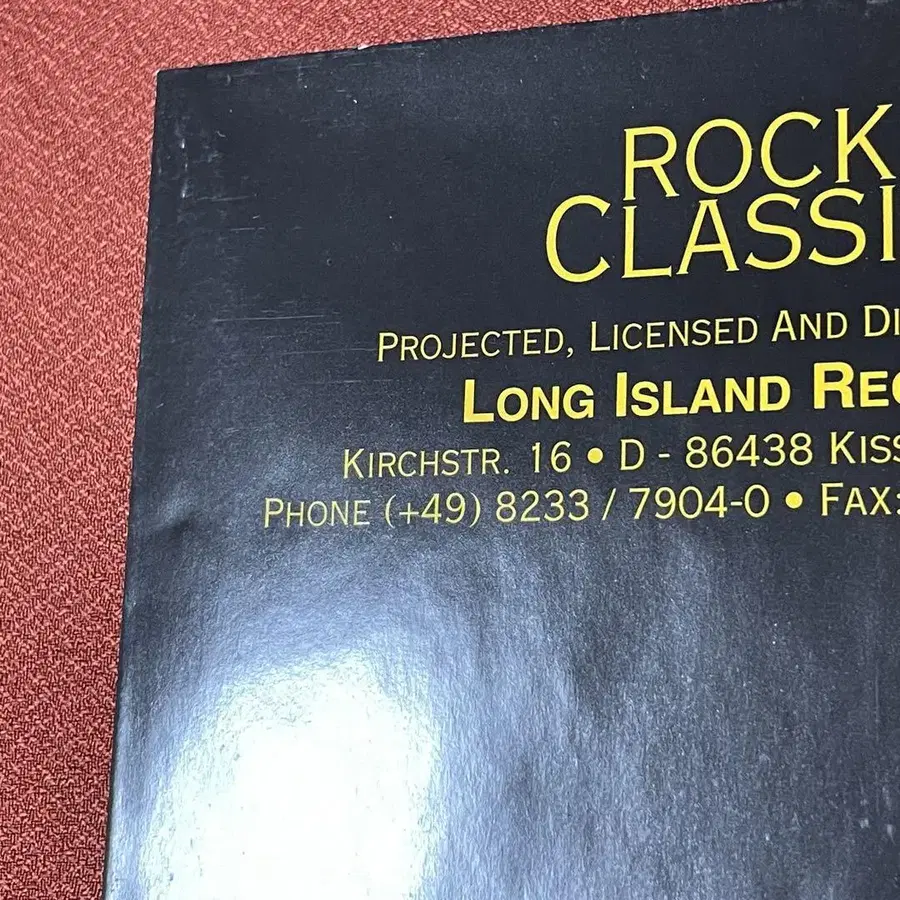 ROCK
CLASSI
PROJECTED, LICENSED AND DI
LONG ISLAND REC
KIRCHSTR. 16 • D - 86438 KISS
PHONE (+49) 8233 / 7904-0 • FAX: